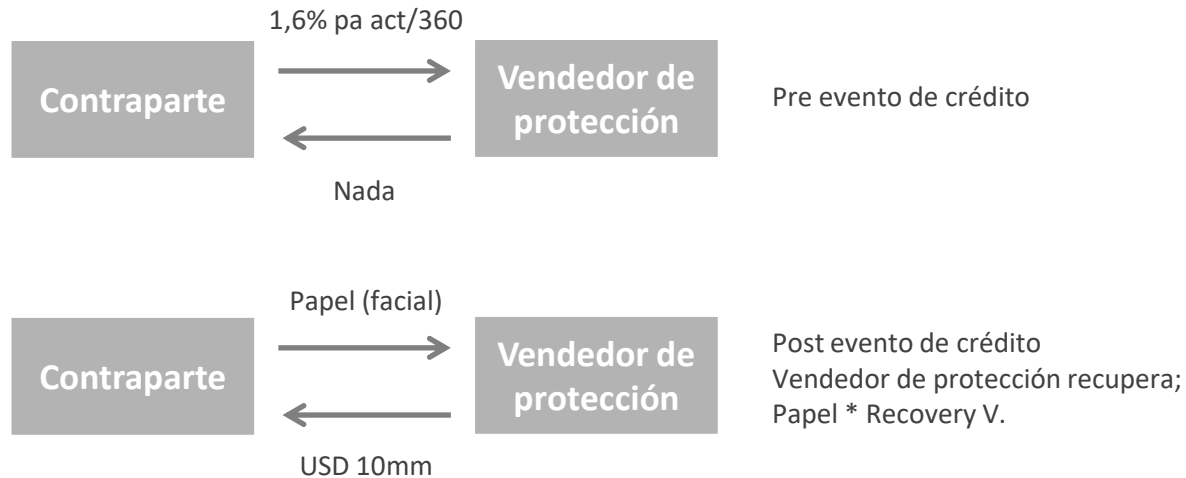 1,6% pa act/360
Contraparte
Vendedor de
protección
Pre evento de crédito
Nada
Papel (facial)
Contraparte
Vendedor de
protección
Post evento de crédito
Vendedor de protección recupera;
Papel * Recovery V.
USD 10mm